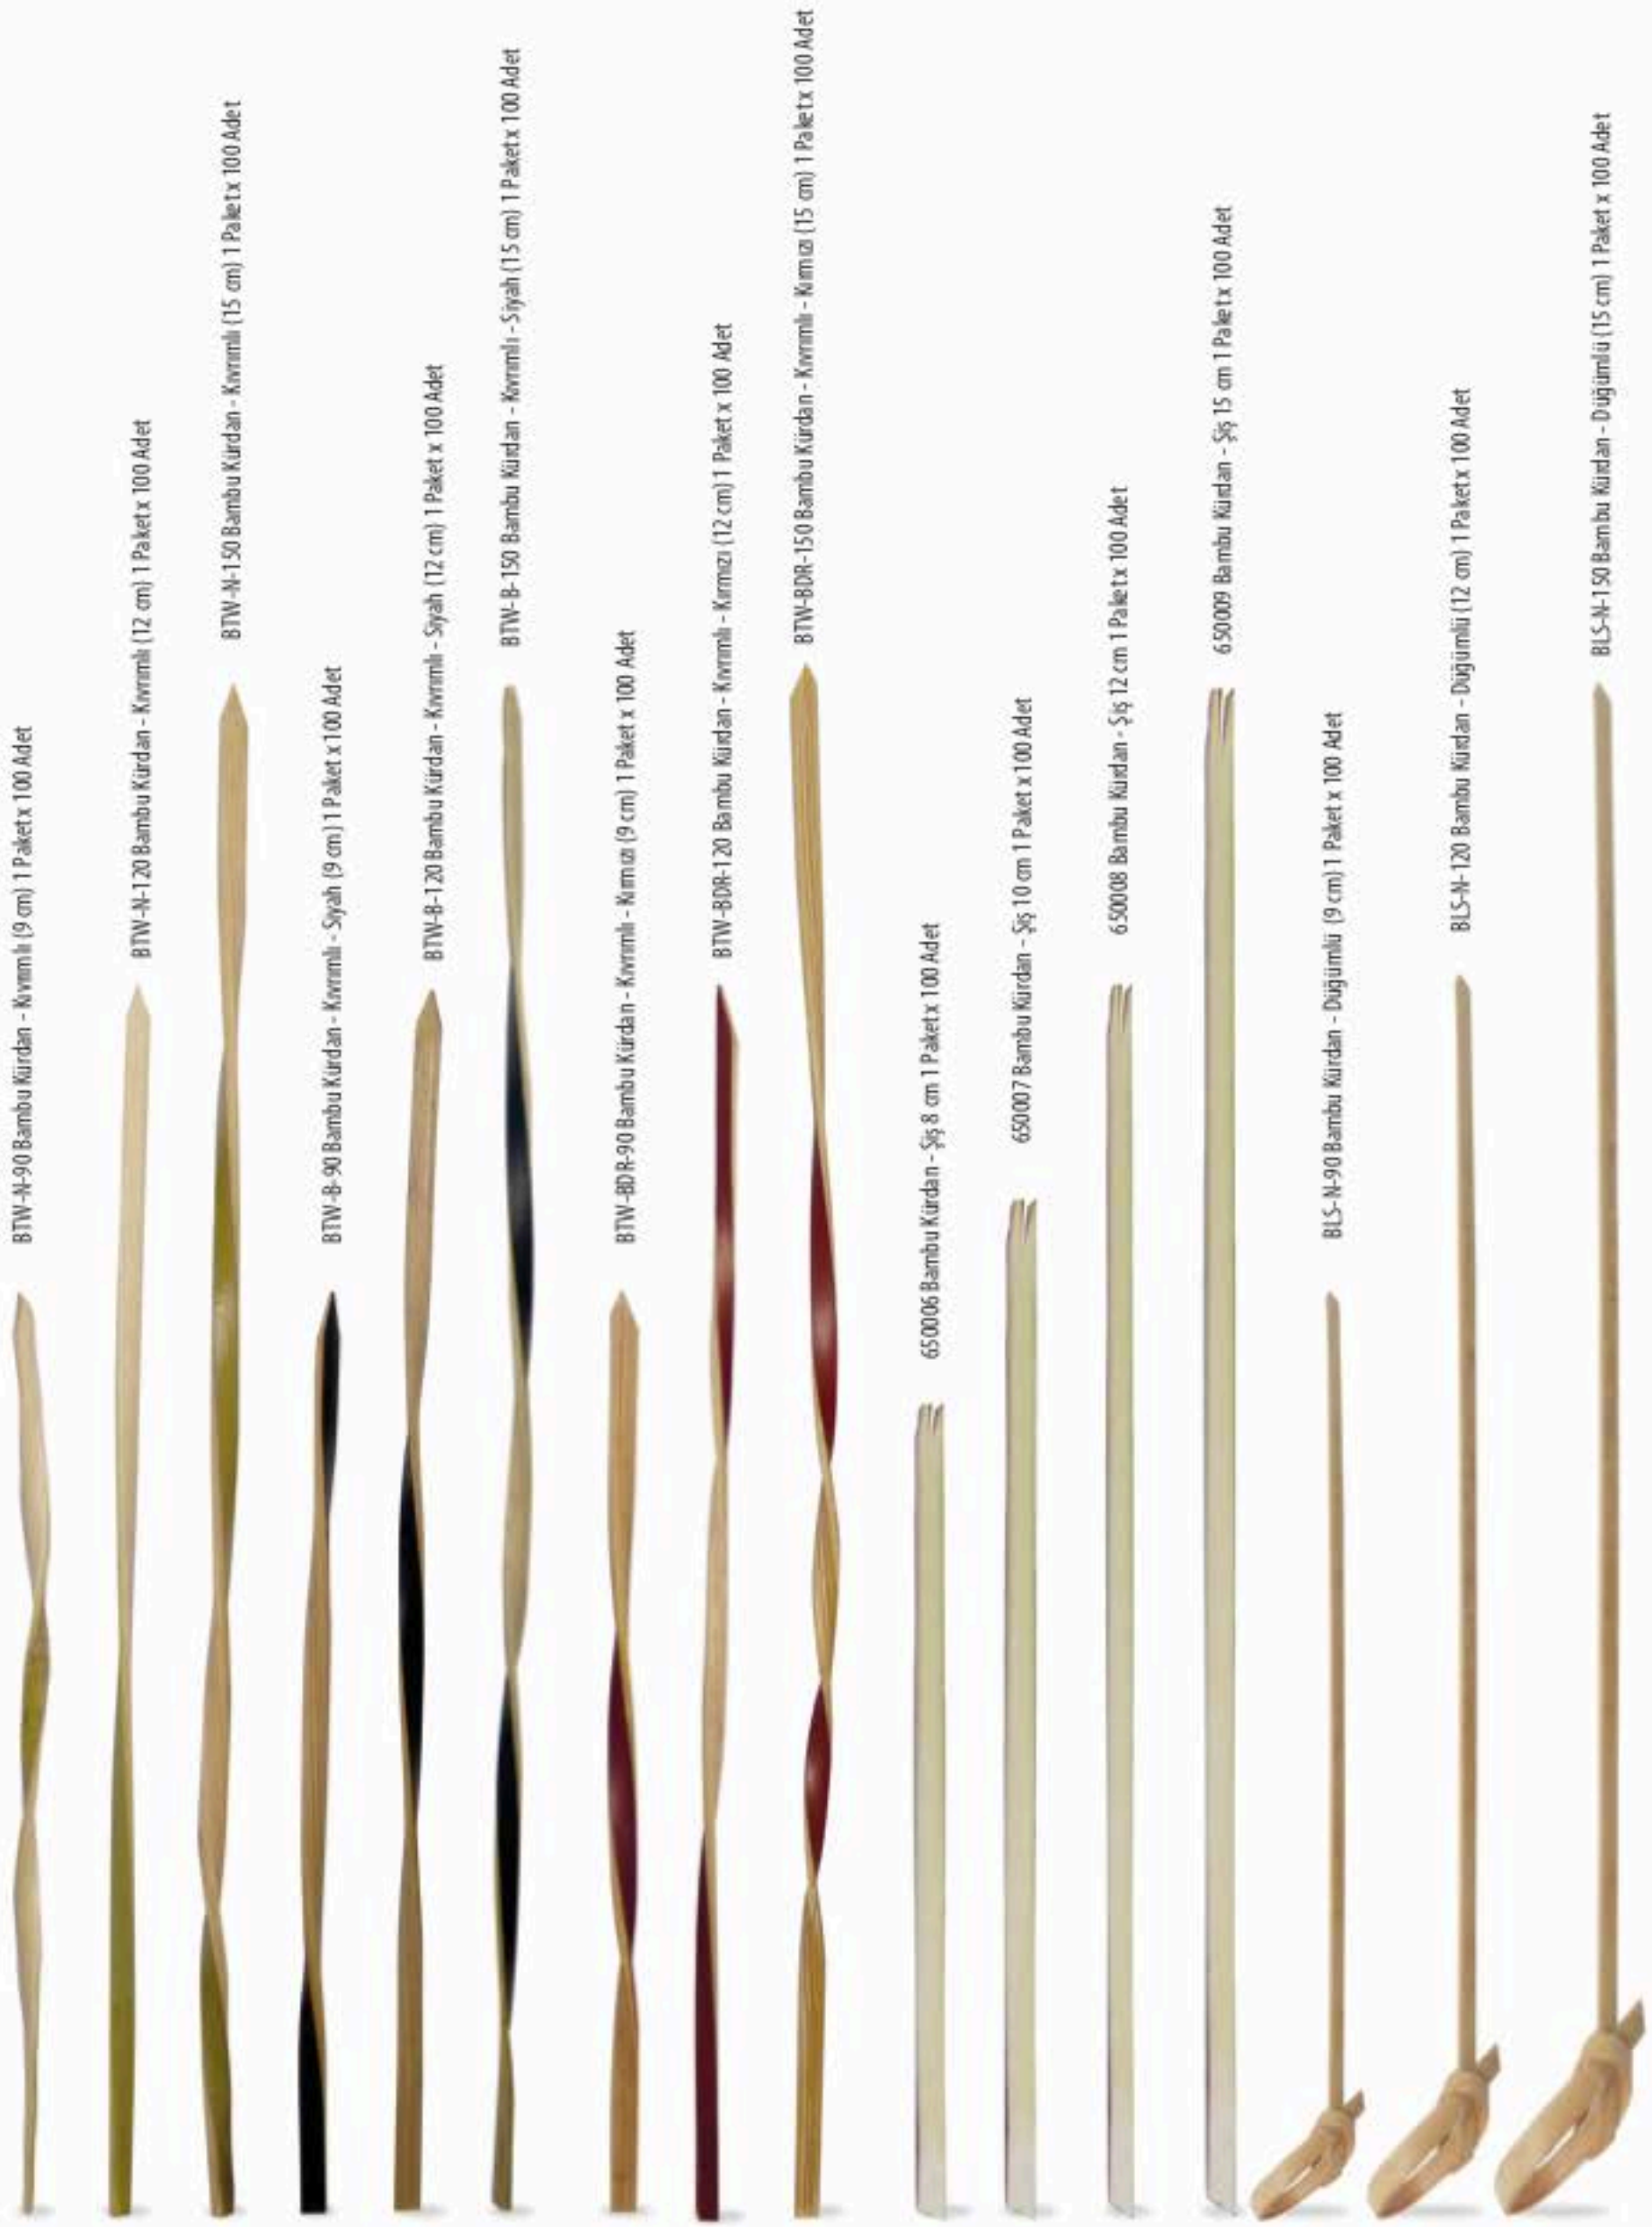 BTW-N-90 Bambu Kürdan - Kıvrımlı (9 cm) 1 Paket x 100 Adet
BTW-N-120 Bambu Kürdan - Kıvrımlı (12 cm) 1 Paket x 100 Adet
BTW-N-150 Bambu Kürdan - Kıvrımlı (15 cm) 1 Paket x 100 Adet
BTW-B-90 Bambu Kürdan - Kıvrımlı - Siyah (9 cm) 1 Paket x 100 Adet
BTW-B-120 Bambu Kürdan - Kıvrımlı - Siyah (12 cm) 1 Paket x 100 Adet
BTW-B-150 Bambu Kürdan - Kıvrımlı - Siyah (15 cm) 1 Paket x 100 Adet
BTW-BDR-90 Bambu Kürdan - Kıvrımlı - Kırmızı (9 cm) 1 Paket x 100 Adet
BTW-BDR-120 Bambu Kürdan - Kıvrımlı - Kırmızı (12 cm) 1 Paket x 100 Adet
BTW-BDR-150 Bambu Kürdan - Kıvrımlı - Kırmızı (15 cm) 1 Paket x 100 Adet
650006 Bambu Kürdan - Şiş 8 cm 1 Paket x 100 Adet
650007 Bambu Kürdan - Şiş 10 cm 1 Paket x 100 Adet
650008 Bambu Kürdan - Şiş 12 cm 1 Paket x 100 Adet
650009 Bambu Kürdan - Şiş 15 cm 1 Paket x 100 Adet
BLS-N-90 Bambu Kürdan - Düğümlü (9 cm) 1 Paket x 100 Adet
BLS-N-120 Bambu Kürdan - Düğümlü (12 cm) 1 Paket x 100 Adet
BLS-N-150 Bambu Kürdan - Düğümlü (15 cm) 1 Paket x 100 Adet